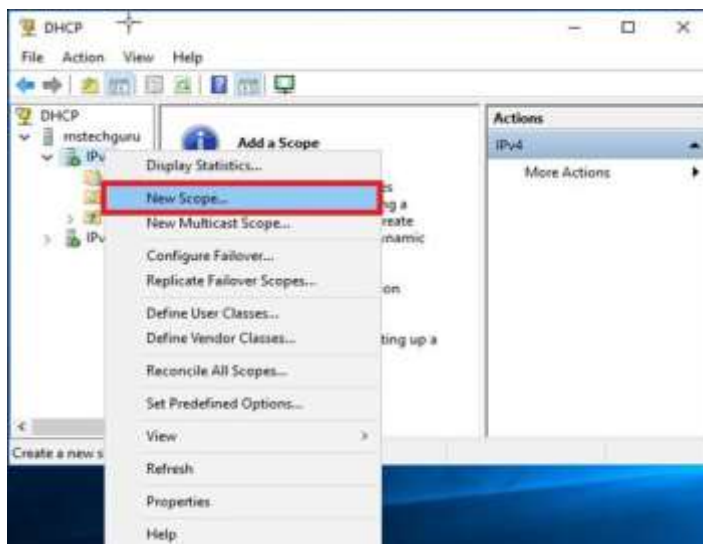 DHCP
File Action View Help
DHCP
mstechguru
IPv
IPv
Add a Scope
es
ng a
reate
namic
on
ting up a
Actions
IPv4
More Actions
Display Statistics...
New Scope...
New Multicast Scope...
Configure Failover...
Replicate Failover Scopes...
Define User Classes...
Define Vendor Classes...
Reconcile All Scopes...
Set Predefined Options...
View
Refresh
Properties
Help
Create a new s